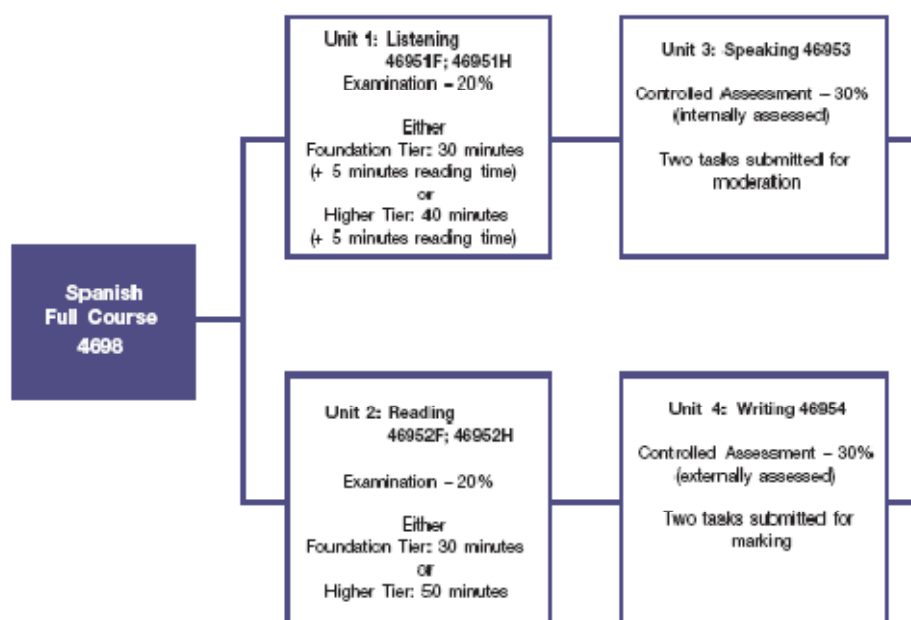 Spanish
Full Course
4698
Unit 1: Listening
46951F; 46951H
Examination – 20%
Either
Foundation Tier: 30 minutes
(+ 5 minutes reading time)
or
Higher Tier: 40 minutes
(+ 5 minutes reading time)
Unit 3: Speaking 46953
Controlled Assessment – 30%
(internally assessed)
Two tasks submitted for
moderation
Unit 2: Reading
46952F; 46952H
Examination – 20%
Either
Foundation Tier: 30 minutes
or
Higher Tier: 50 minutes
Unit 4: Writing 46954
Controlled Assessment – 30%
(externally assessed)
Two tasks submitted for
marking